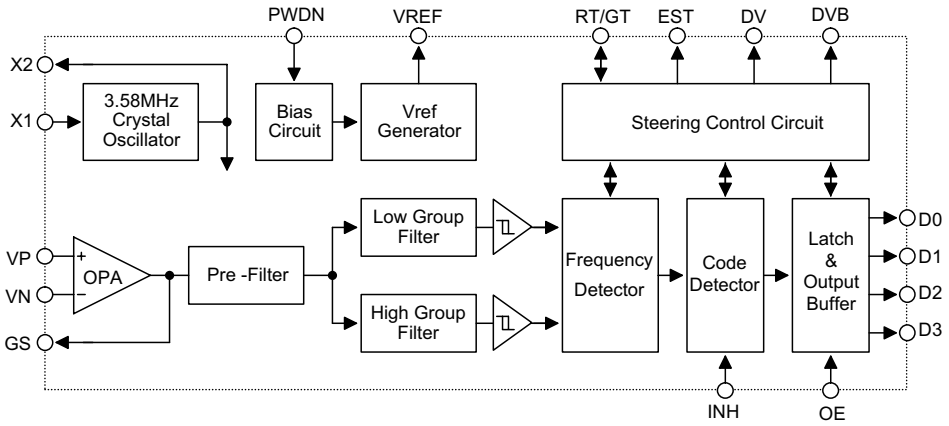 PWDN
VREF
RT/GT
EST
DV
DVB
X2
X1
3.58MHz
Crystal
Oscillator
Bias
Circuit
Vref
Generator
Steering Control Circuit
VP
VN
GS
+
−
OPA
Pre -Filter
Low Group
Filter
High Group
Filter
Frequency
Detector
Code
Detector
Latch
&
Output
Buffer
D0
D1
D2
D3
INH
OE